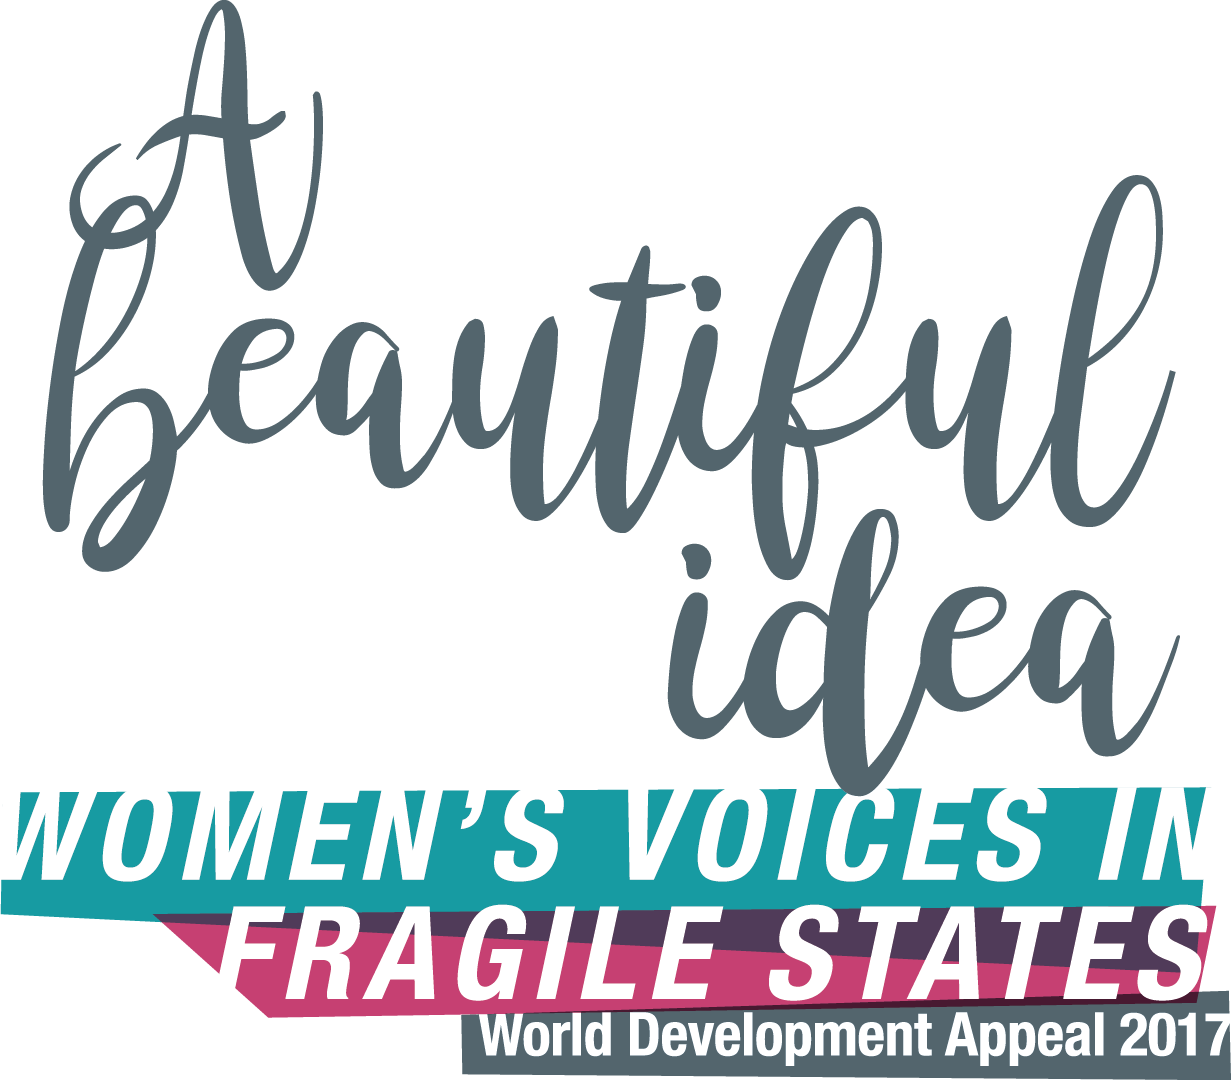 A
beautiful
idea
WOMEN'S VOICES IN
FRAGILE STATES
World Development Appeal 2017